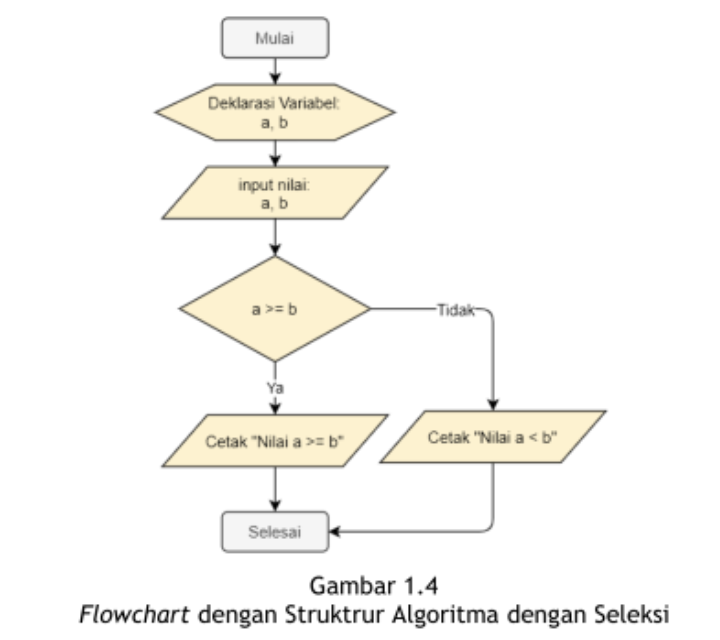 Mulai
Deklarasi Variabel:
a, b
input nilai:
a, b
a >= b
Tidak
Ya
Cetak "Nilai a >= b"
Cetak "Nilai a < b"
Selesai
Gambar 1.4
Flowchart dengan Struktrur Algoritma dengan Seleksi